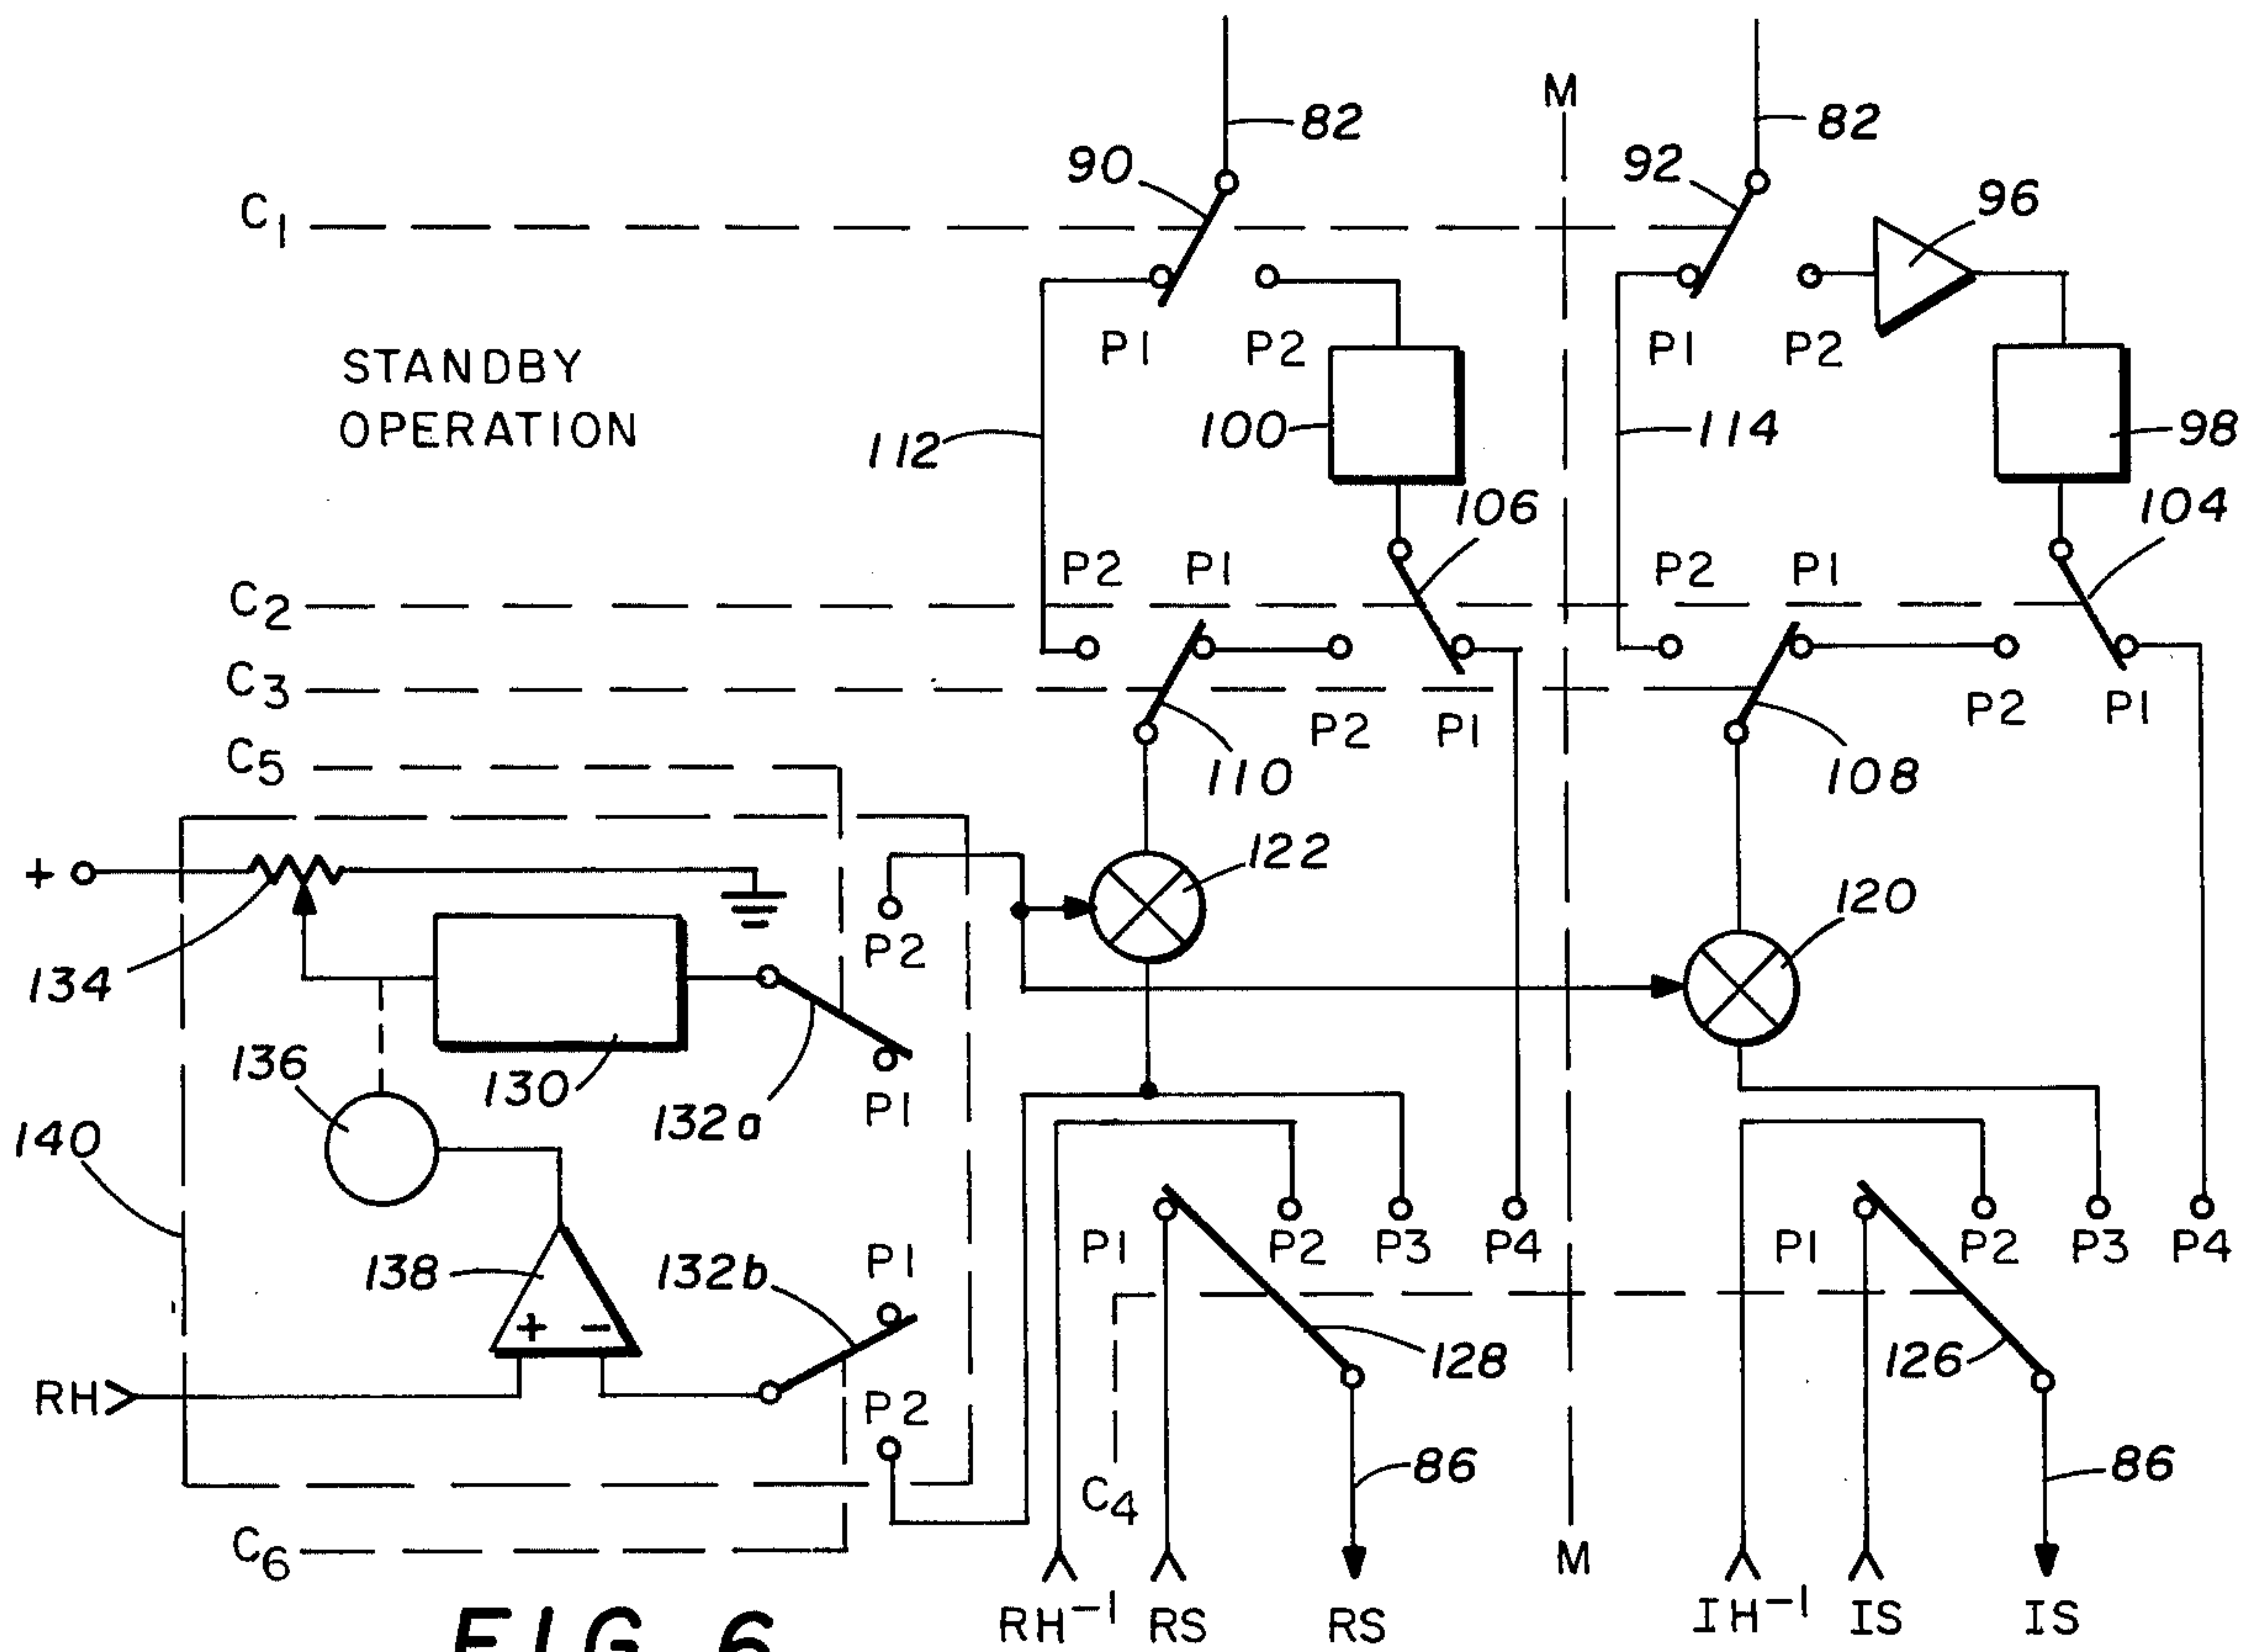 M
82
82
90
92
96
C1
P1
P2
P1
P2
STANDBY
OPERATION
112
100
114
98
106
104
P2
P1
P2
P1
C2
C3
P2
P1
P2
P1
C5
110
108
+
122
120
P2
134
136
130
132a
P1
140
P1
138
132b
P1
P2
P3
P4
P1
P2
P3
P4
+ −
128
126
RH
P2
86
86
C4
C6
M
RH⁻¹
RS
RS
IH⁻¹
IS
IS
FIG 6